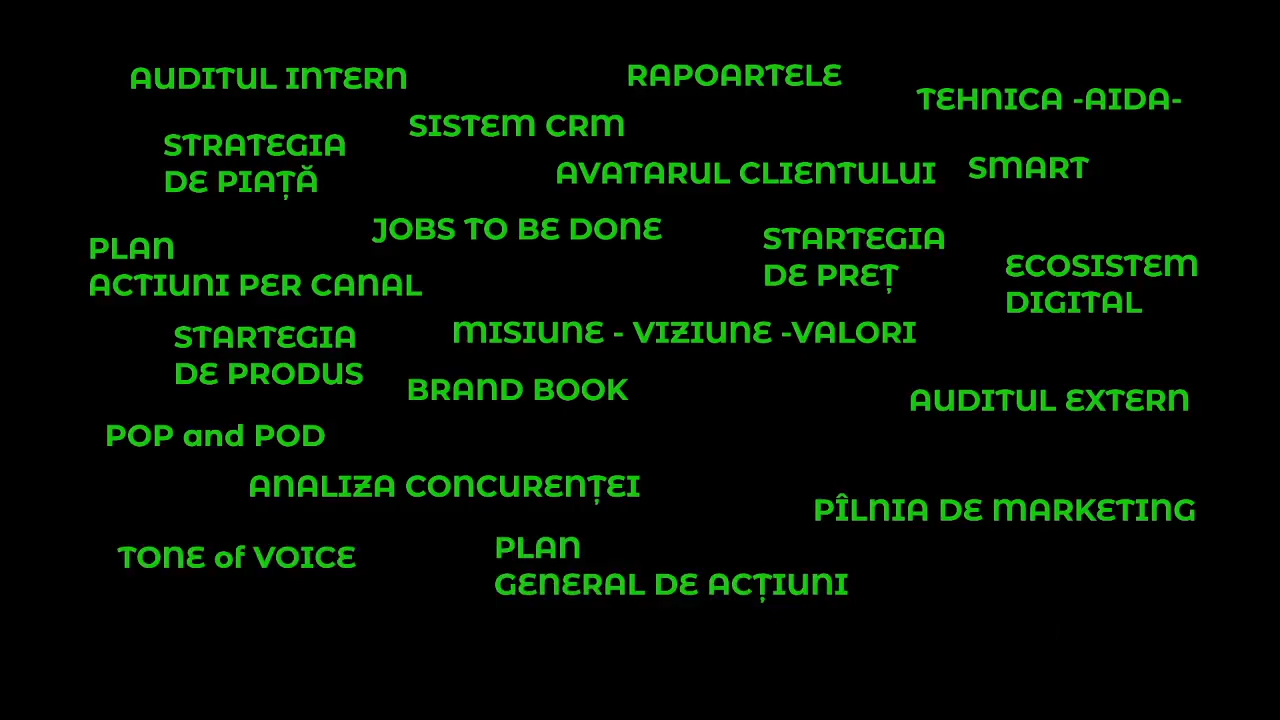 AUDITUL INTERN
RAPOARTELE
TEHNICA -AIDA-
SISTEM CRM
STRATEGIA
DE PIAȚĂ
AVATARUL CLIENTULUI
SMART
JOBS TO BE DONE
STARTEGIA
DE PREȚ
PLAN
ACTIUNI PER CANAL
ECOSISTEM
DIGITAL
STARTEGIA
DE PRODUS
MISIUNE - VIZIUNE -VALORI
BRAND BOOK
AUDITUL EXTERN
POP and POD
ANALIZA CONCURENȚEI
PÎLNIA DE MARKETING
TONE of VOICE
PLAN
GENERAL DE ACȚIUNI